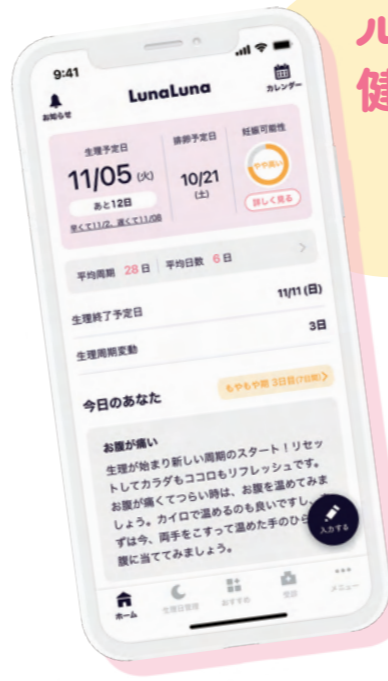 ル
健
9:41
お知らせ
LunaLuna
カレンダー
生理予定日
11/05 (火)
あと12日
早くて11/2、遅くて11/08
排卵予定日
10/21
(土)
妊娠可能性
やや高い
詳しく見る
平均周期 28日 平均日数 6日
生理終了予定日 11/11 (日)
生理周期変動 3日
今日のあなた
もやもや期 3日目(7日間)
お腹が痛い
生理が始まり新しい周期のスタート！リセッ
トしてカラダもココロもリフレッシュです。
お腹が痛くてつらい時は、お腹を温めてみま
しょう。カイロで温めるのも良いですし、
ずは今、両手をこすって温めた手のひら
腹に当ててみましょう。
入力する
ホーム
生理日管理
おすすめ
受診
メニュー